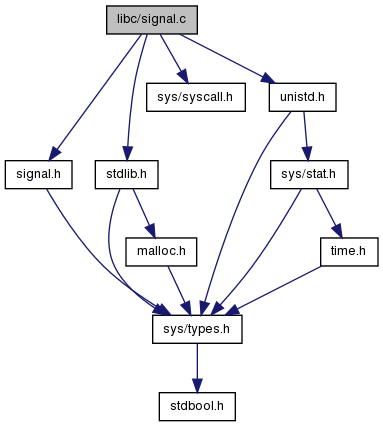 libc/signal.c
sys/syscall.h
unistd.h
signal.h
stdlib.h
sys/stat.h
malloc.h
time.h
sys/types.h
stdbool.h